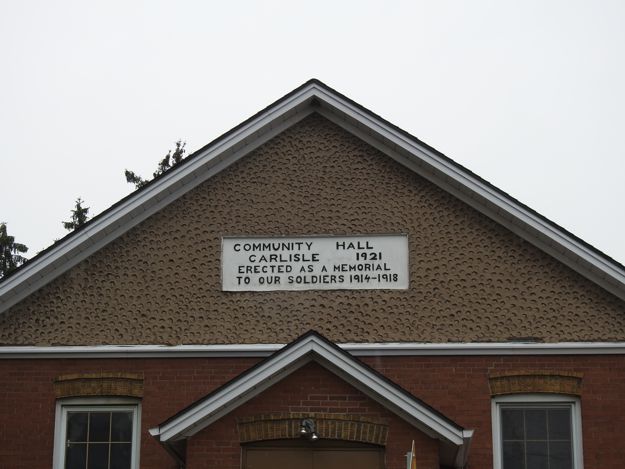 COMMUNITY HALL
CARLISLE 1921
ERECTED AS A MEMORIAL
TO OUR SOLDIERS 1914-1918